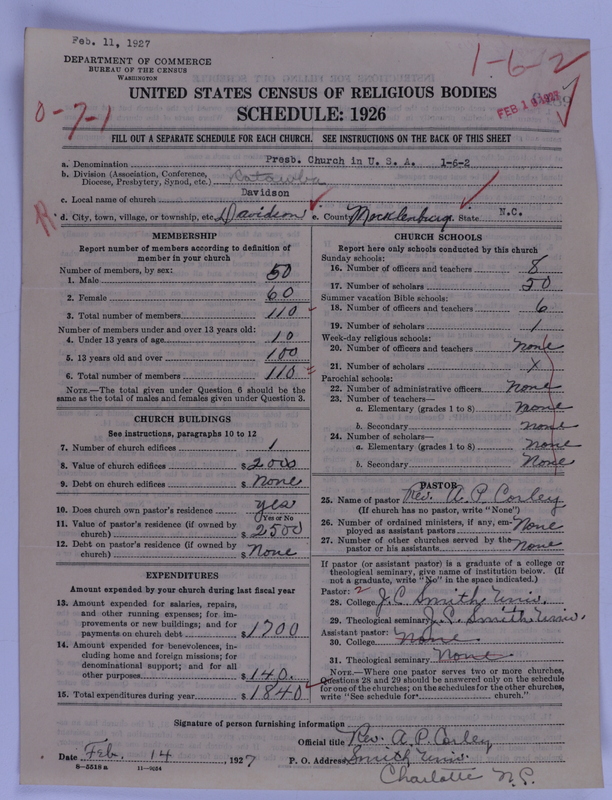 Feb. 11, 1927
DEPARTMENT OF COMMERCE
BUREAU OF THE CENSUS
WASHINGTON
1-6-2
UNITED STATES CENSUS OF RELIGIOUS BODIES
SCHEDULE: 1926
FEB 1 1927
0-7-1
FILL OUT A SEPARATE SCHEDULE FOR EACH CHURCH. SEE INSTRUCTIONS ON THE BACK OF THIS SHEET
a. Denomination Presb. Church in U. S. A. 1-6-2
b. Division (Association, Conference, Diocese, Presbytery, Synod, etc.) Catawba
c. Local name of church Davidson
R
d. City, town, village, or township, etc. Davidson e. County Mecklenburg State N.C.
MEMBERSHIP
Report number of members according to definition of
member in your church
Number of members, by sex:
1. Male 50
2. Female 60
3. Total number of members 110
Number of members under and over 13 years old:
4. Under 13 years of age 10
5. 13 years old and over 100
6. Total number of members 110
NOTE.—The total given under Question 6 should be
the same as the total of males and females given under Question 3.
CHURCH BUILDINGS
See instructions, paragraphs 10 to 12
7. Number of church edifices 1
8. Value of church edifices $ 2000
9. Debt on church edifices $ None
10. Does church own pastor's residence yes
(Yes or No)
11. Value of pastor's residence (if owned by
church) $ 2500
12. Debt on pastor's residence (if owned by
church) $ None
EXPENDITURES
Amount expended by your church during last fiscal year
13. Amount expended for salaries, repairs,
and other running expenses; for im-
provements or new buildings; and for
payments on church debt $ 1700
14. Amount expended for benevolences, in-
cluding home and foreign missions; for
denominational support; and for all
other purposes $ 140.
15. Total expenditures during year $ 1840
CHURCH SCHOOLS
Report here only schools conducted by this church
Sunday schools:
16. Number of officers and teachers 8
17. Number of scholars 50
Summer vacation Bible schools:
18. Number of officers and teachers 6
19. Number of scholars 1
Week-day religious schools:
20. Number of officers and teachers None
21. Number of scholars x
Parochial schools:
22. Number of administrative officers None
23. Number of teachers—
a. Elementary (grades 1 to 8) None
b. Secondary None
24. Number of scholars—
a. Elementary (grades 1 to 8) None
b. Secondary None
PASTOR
25. Name of pastor Rev. A. P. Corley
(If church has no pastor, write "None")
26. Number of ordained ministers, if any, em-
ployed as assistant pastors None
27. Number of other churches served by the
pastor or his assistants None
If pastor (or assistant pastor) is a graduate of a college or
theological seminary, give name of institution below. (If
not a graduate, write "No" in the space indicated.)
Pastor: 2
28. College J. C. Smith Univ.
29. Theological seminary J. C. Smith Univ.
Assistant pastor:
30. College None
31. Theological seminary None
NOTE.—Where one pastor serves two or more churches,
Questions 28 and 29 should be answered only on the schedule
for one of the churches; on the schedules for the other churches,
write "See schedule for church."
Signature of person furnishing information
Official title Rev. A. P. Corley
Date Feb. 14, 1927 P. O. Address Smith Univ.
8-5518 a 11-9054
Charlotte N.C.